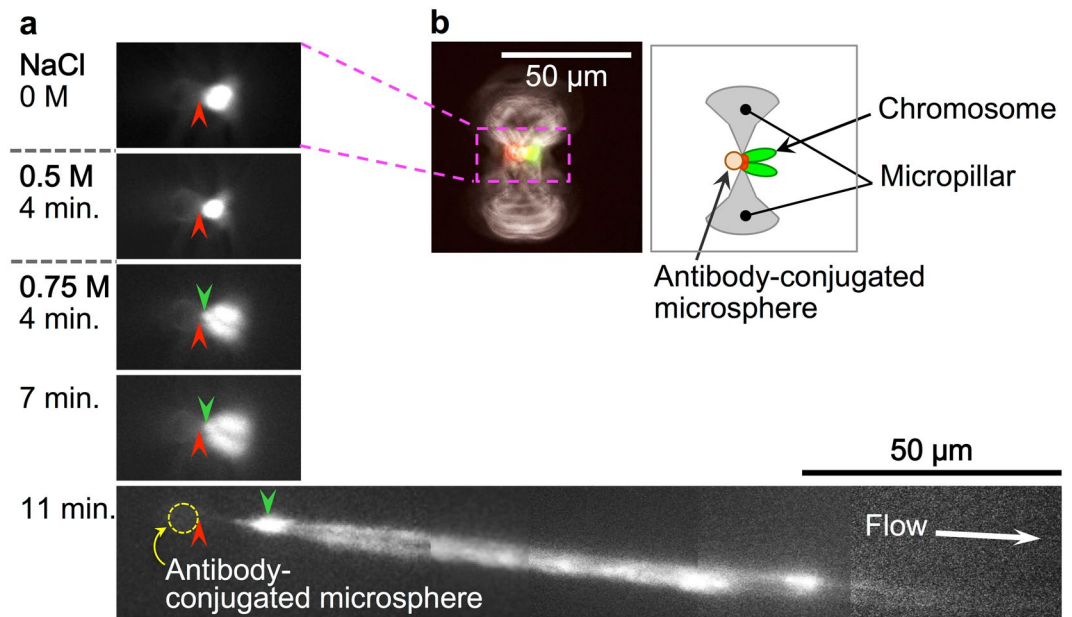 a
NaCl
0 M
0.5 M
4 min.
0.75 M
4 min.
7 min.
11 min.
Antibody-
conjugated microsphere
50 µm
Flow
b
50 µm
Chromosome
Micropillar
Antibody-conjugated
microsphere